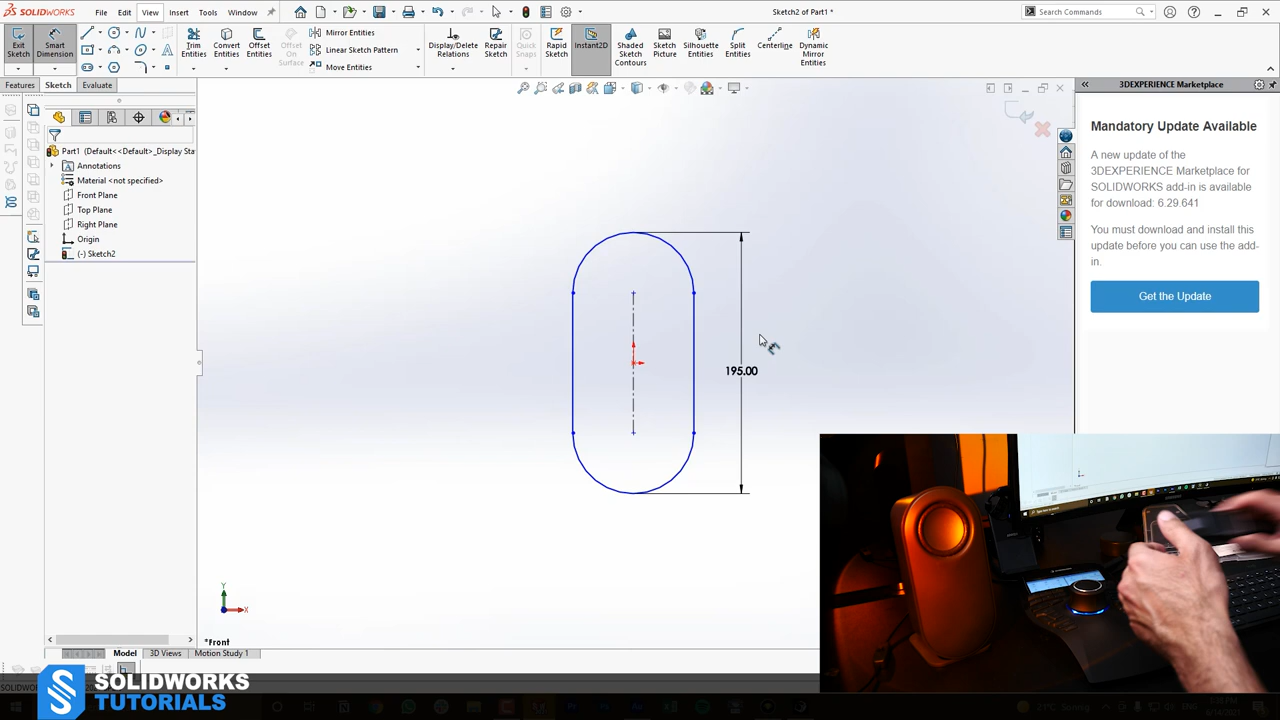 SOLIDWORKS
File
Edit
View
Insert
Tools
Window
Sketch2 of Part1 *
Search Commands
Exit
Sketch
Smart
Dimension
Trim
Entities
Convert
Entities
Offset
Entities
Offset
On
Surface
Mirror Entities
Linear Sketch Pattern
Move Entities
Display/Delete
Relations
Repair
Sketch
Quick
Snaps
Rapid
Sketch
Instant2D
Shaded
Sketch
Contours
Sketch
Picture
Silhouette
Entities
Split
Entities
Centerline
Dynamic
Mirror
Entities
Features
Sketch
Evaluate
3DEXPERIENCE Marketplace
Mandatory Update Available
A new update of the
3DEXPERIENCE Marketplace for
SOLIDWORKS add-in is available
for download: 6.29.641
You must download and install this
update before you can use the add-
in.
Get the Update
Part1 (Default<<Default>_Display Sta
Annotations
Material <not specified>
Front Plane
Top Plane
Right Plane
Origin
(-) Sketch2
195.00
Y
X
*Front
Model
3D Views
Motion Study 1
SOLIDWORKS
TUTORIALS